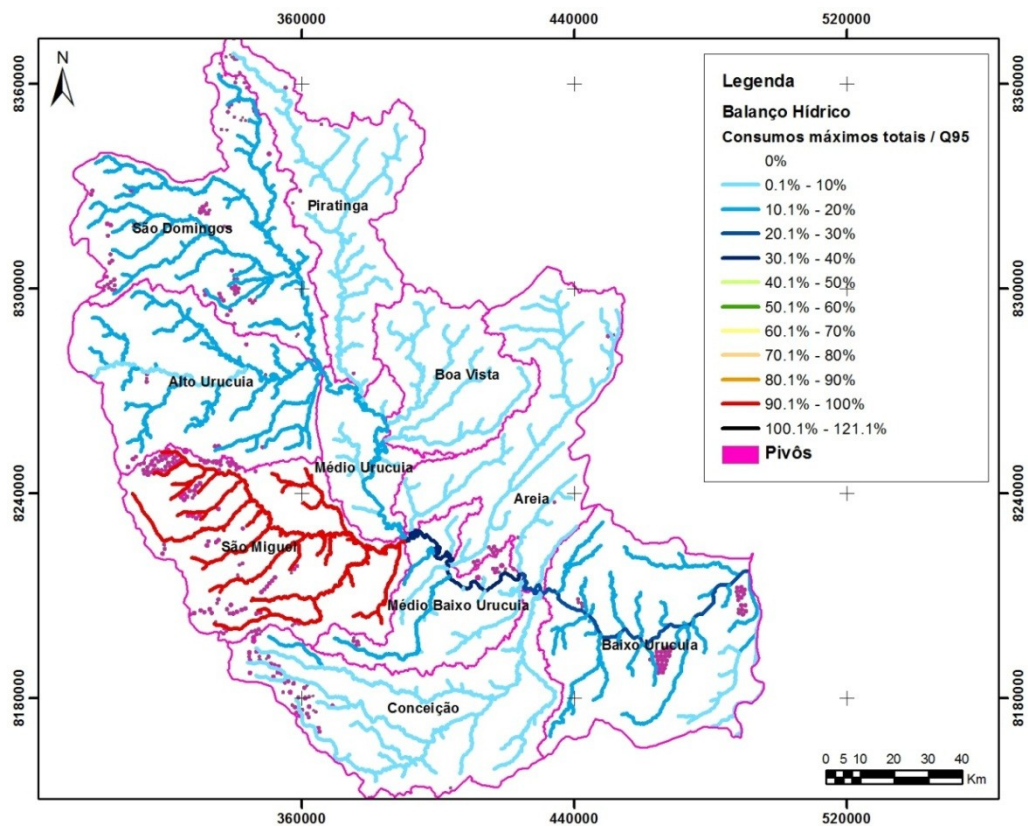 360000 440000 520000
N
8360000 8360000
8300000 8300000
8240000 8240000
8180000 8180000
Legenda
Balanço Hídrico
Consumos máximos totais / Q95
0%
0.1% - 10%
10.1% - 20%
20.1% - 30%
30.1% - 40%
40.1% - 50%
50.1% - 60%
60.1% - 70%
70.1% - 80%
80.1% - 90%
90.1% - 100%
100.1% - 121.1%
Pivôs
Piratinga
São Domingos
Boa Vista
Alto Urucuia
Médio Urucuia
Areia
São Miguel
Médio Baixo Urucuia
Baixo Urucuia
Conceição
0 5 10 20 30 40
Km
360000 440000 520000